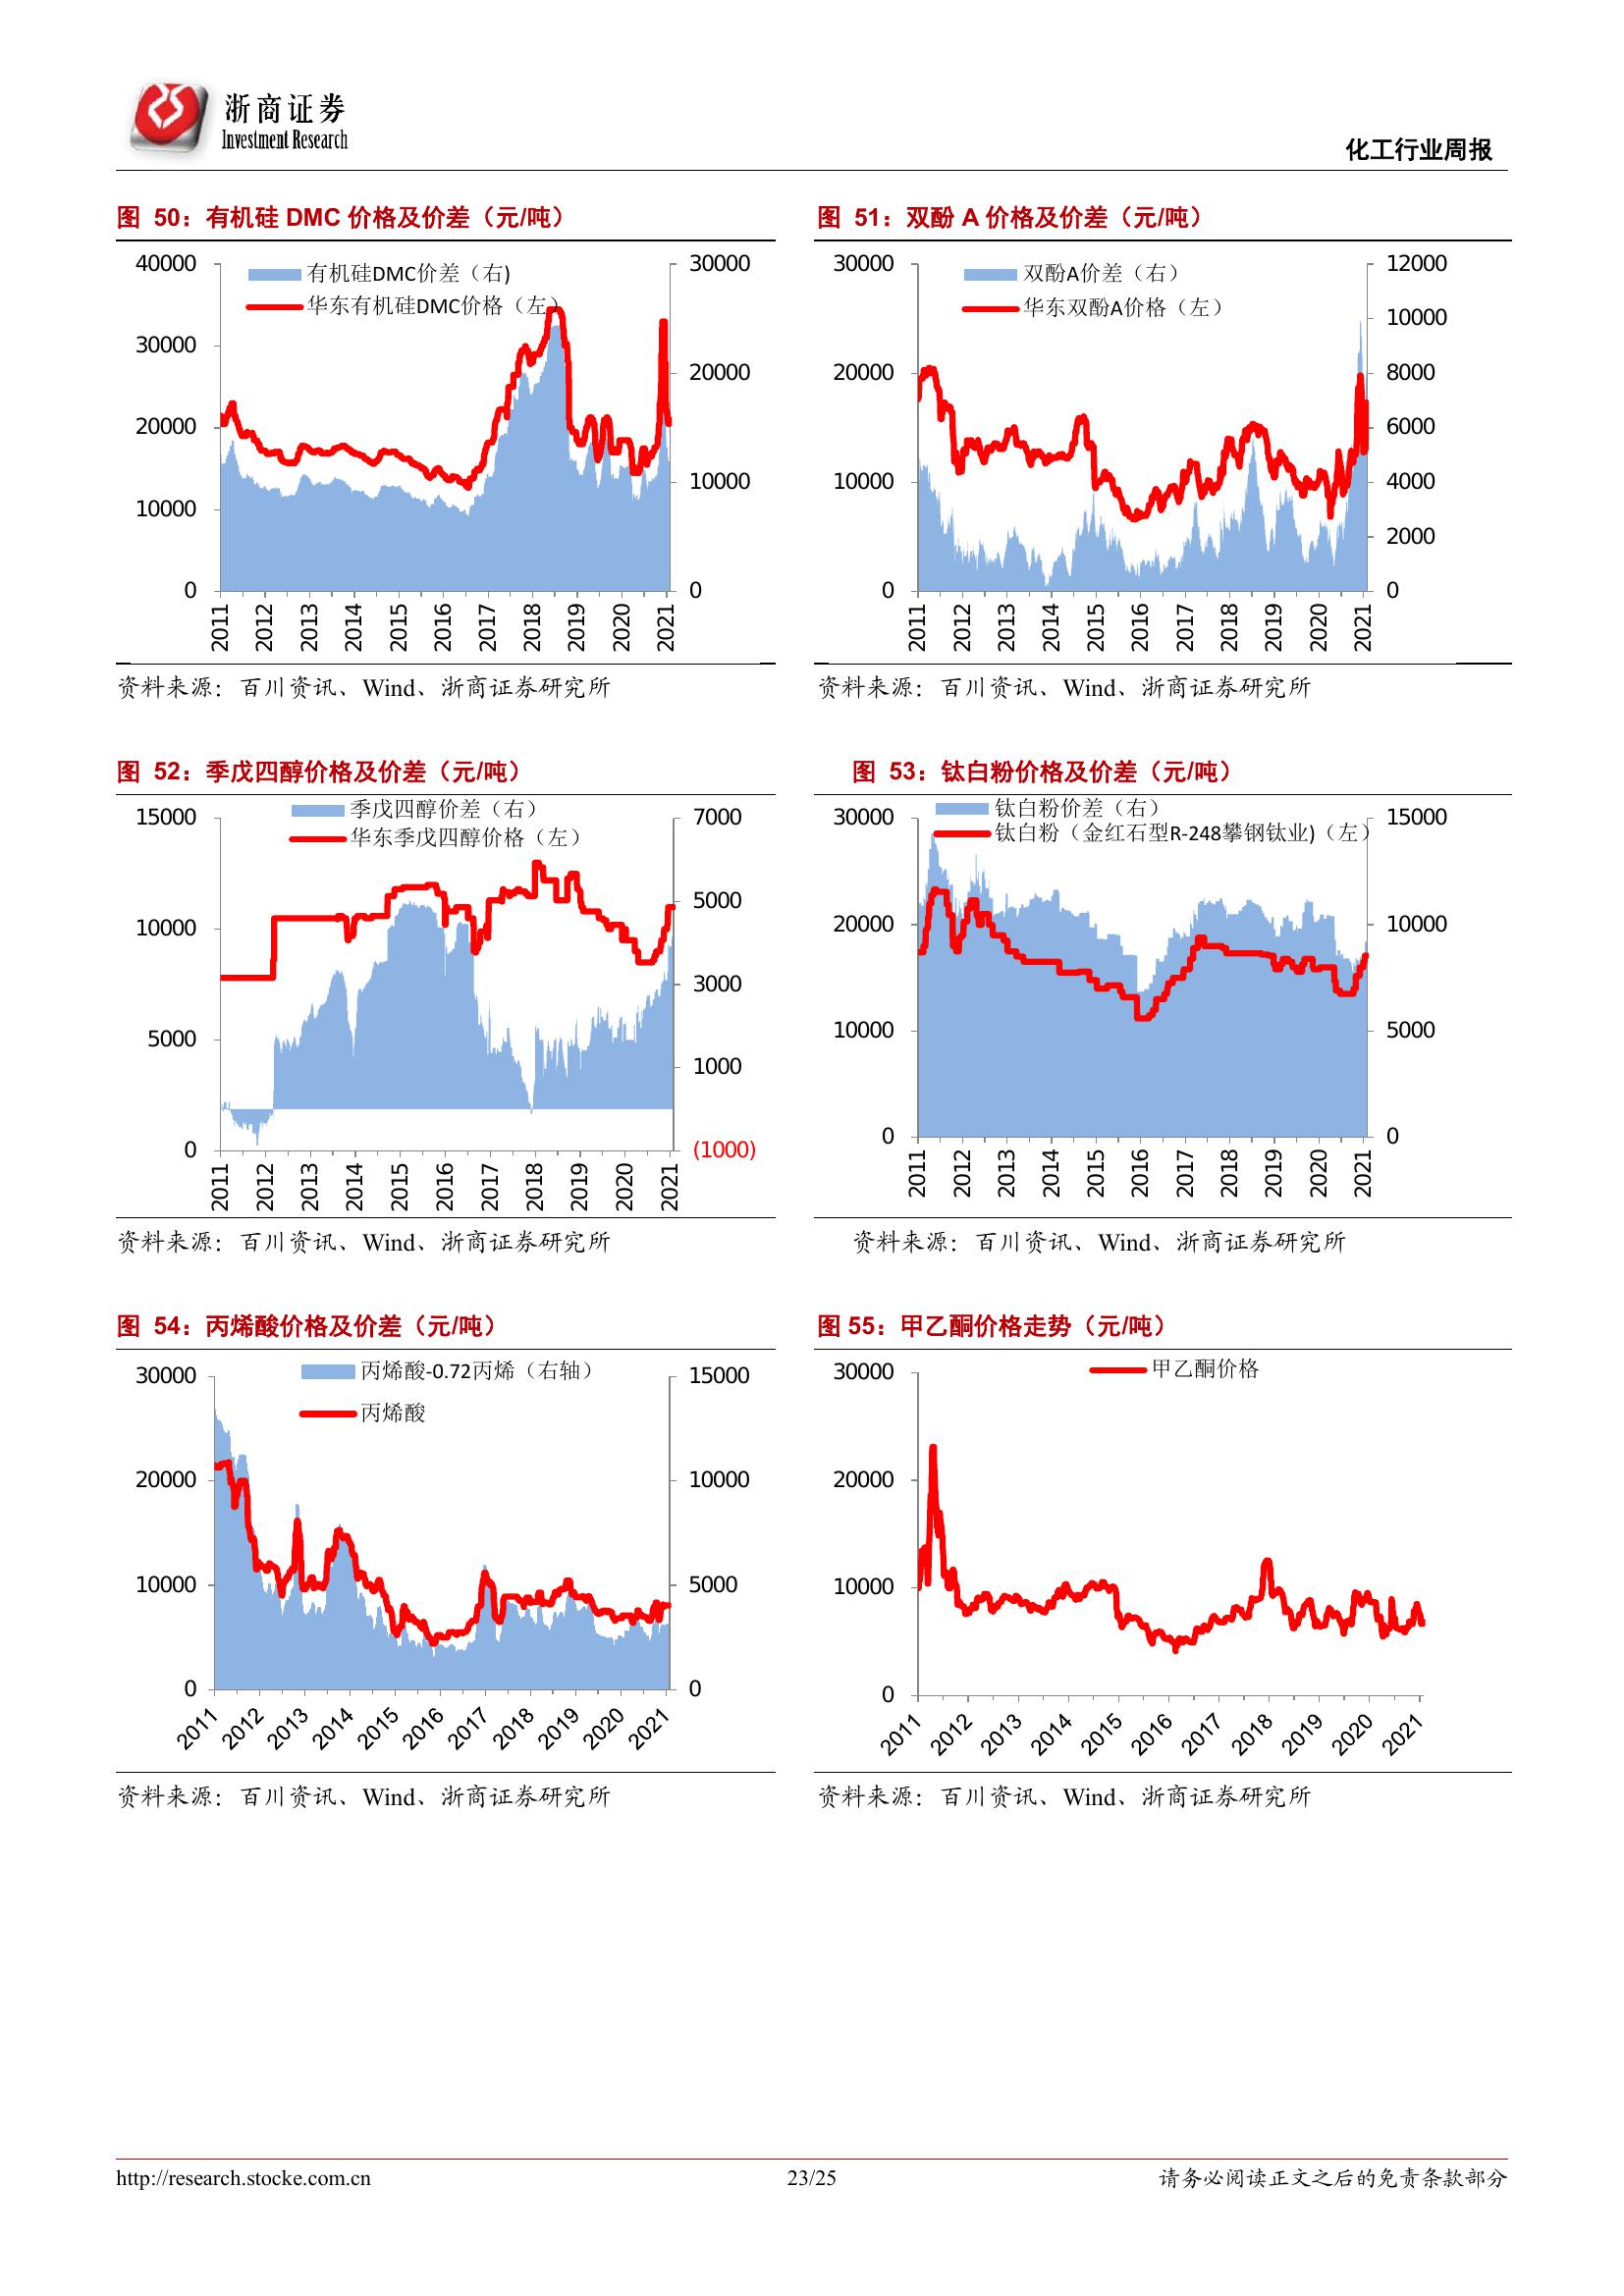 浙商证券
Investment Research
化工行业周报
图 50：有机硅 DMC 价格及价差（元/吨）
40000
30000
20000
10000
0
有机硅DMC价差（右）
华东有机硅DMC价格（左）
30000
20000
10000
0
2011 2012 2013 2014 2015 2016 2017 2018 2019 2020 2021
资料来源：百川资讯、Wind、浙商证券研究所
图 51：双酚 A 价格及价差（元/吨）
30000
20000
10000
0
双酚A价差（右）
华东双酚A价格（左）
12000
10000
8000
6000
4000
2000
0
2011 2012 2013 2014 2015 2016 2017 2018 2019 2020 2021
资料来源：百川资讯、Wind、浙商证券研究所
图 52：季戊四醇价格及价差（元/吨）
15000
10000
5000
0
季戊四醇价差（右）
华东季戊四醇价格（左）
7000
5000
3000
1000
(1000)
2011 2012 2013 2014 2015 2016 2017 2018 2019 2020 2021
资料来源：百川资讯、Wind、浙商证券研究所
图 53：钛白粉价格及价差（元/吨）
30000
20000
10000
0
钛白粉价差（右）
钛白粉（金红石型R-248攀钢钛业)（左）
15000
10000
5000
0
2011 2012 2013 2014 2015 2016 2017 2018 2019 2020 2021
资料来源：百川资讯、Wind、浙商证券研究所
图 54：丙烯酸价格及价差（元/吨）
30000
20000
10000
0
丙烯酸-0.72丙烯（右轴）
丙烯酸
15000
10000
5000
0
2011 2012 2013 2014 2015 2016 2017 2018 2019 2020 2021
资料来源：百川资讯、Wind、浙商证券研究所
图 55：甲乙酮价格走势（元/吨）
30000
20000
10000
0
甲乙酮价格
2011 2012 2013 2014 2015 2016 2017 2018 2019 2020 2021
资料来源：百川资讯、Wind、浙商证券研究所
http://research.stocke.com.cn
23/25
请务必阅读正文之后的免责条款部分